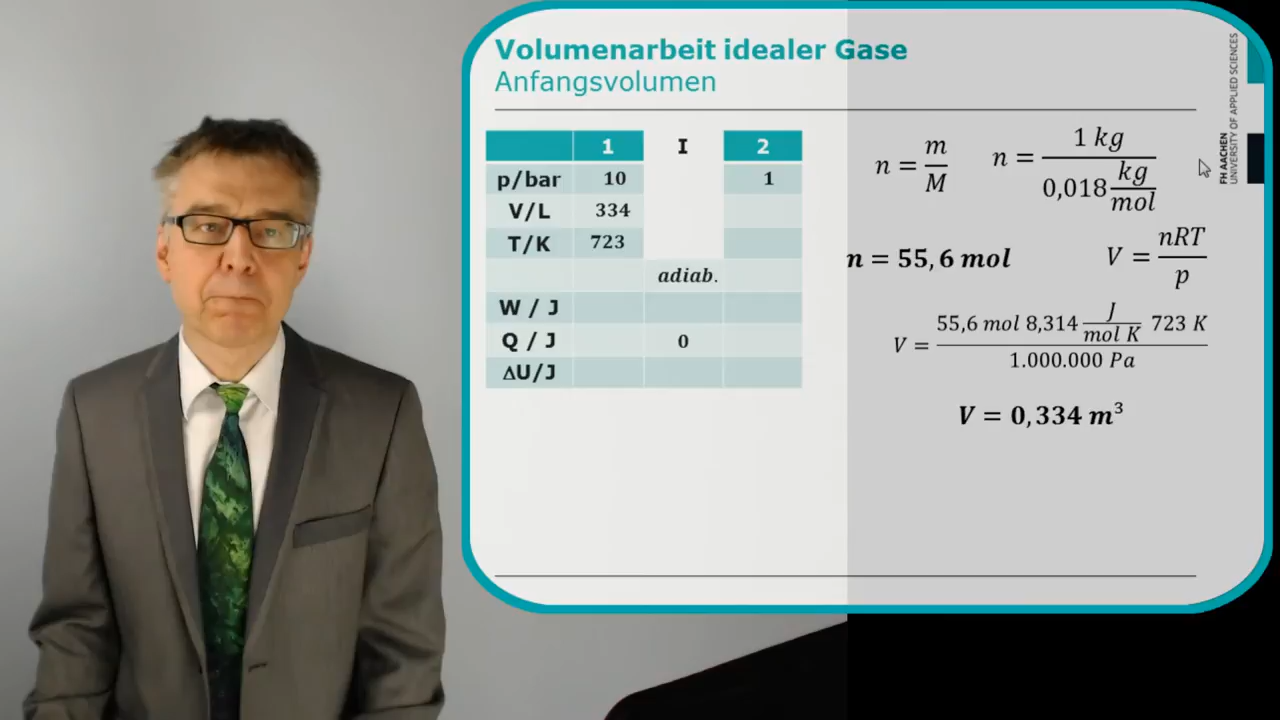 Volumenarbeit idealer Gase
Anfangsvolumen
1 I 2
p/bar 10 1
V/L 334
T/K 723
adiab.
W / J
Q / J 0
ΔU/J
n = m/M n = 1 kg / 0,018 kg/mol
n = 55,6 mol V = nRT/p
V = 55,6 mol 8,314 J/mol K 723 K / 1.000.000 Pa
V = 0,334 m³
FH AACHEN
UNIVERSITY OF APPLIED SCIENCES